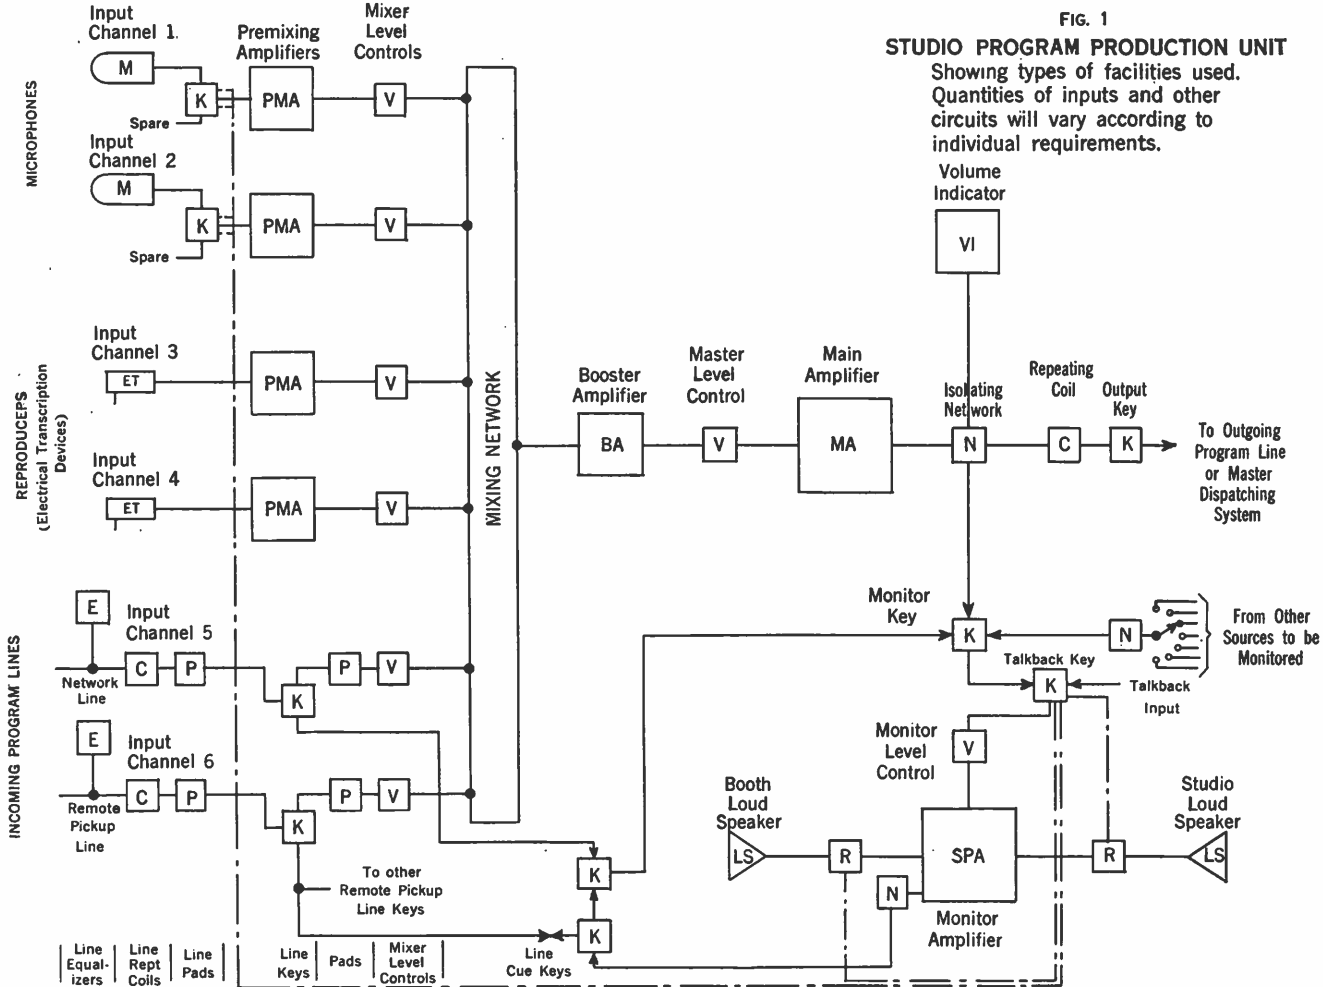 FIG. 1
STUDIO PROGRAM PRODUCTION UNIT
Showing types of facilities used.
Quantities of inputs and other
circuits will vary according to
individual requirements.
Input
Channel 1.
Premixing
Amplifiers
Mixer
Level
Controls
MICROPHONES
M
K
PMA
V
Spare
Input
Channel 2
M
K
PMA
V
Spare
Volume
Indicator
VI
REPRODUCEPS
(Electrical Transcription
Devices)
Input
Channel 3
ET
PMA
V
Input
Channel 4
ET
PMA
V
MIXING NETWORK
Booster
Amplifier
BA
Master
Level
Control
V
Main
Amplifier
MA
Isolating
Network
N
Repeating
Coil
C
Output
Key
K
To Outgoing
Program Line
or Master
Dispatching
System
INCOMING PROGRAM LINES
E
Input
Channel 5
Network
Line
C
P
K
P
V
E
Input
Channel 6
Remote
Pickup
Line
C
P
K
P
V
Monitor
Key
K
N
From Other
Sources to be
Monitored
Talkback Key
K
Talkback
Input
Monitor
Level
Control
V
Booth
Loud
Speaker
LS
R
SPA
R
Studio
Loud
Speaker
LS
N
Monitor
Amplifier
To other
Remote Pickup
Line Keys
K
K
Line
Cue Keys
Line
Equal-
izers
Line
Rept
Coils
Line
Pads
Line
Keys
Pads
Mixer
Level
Controls